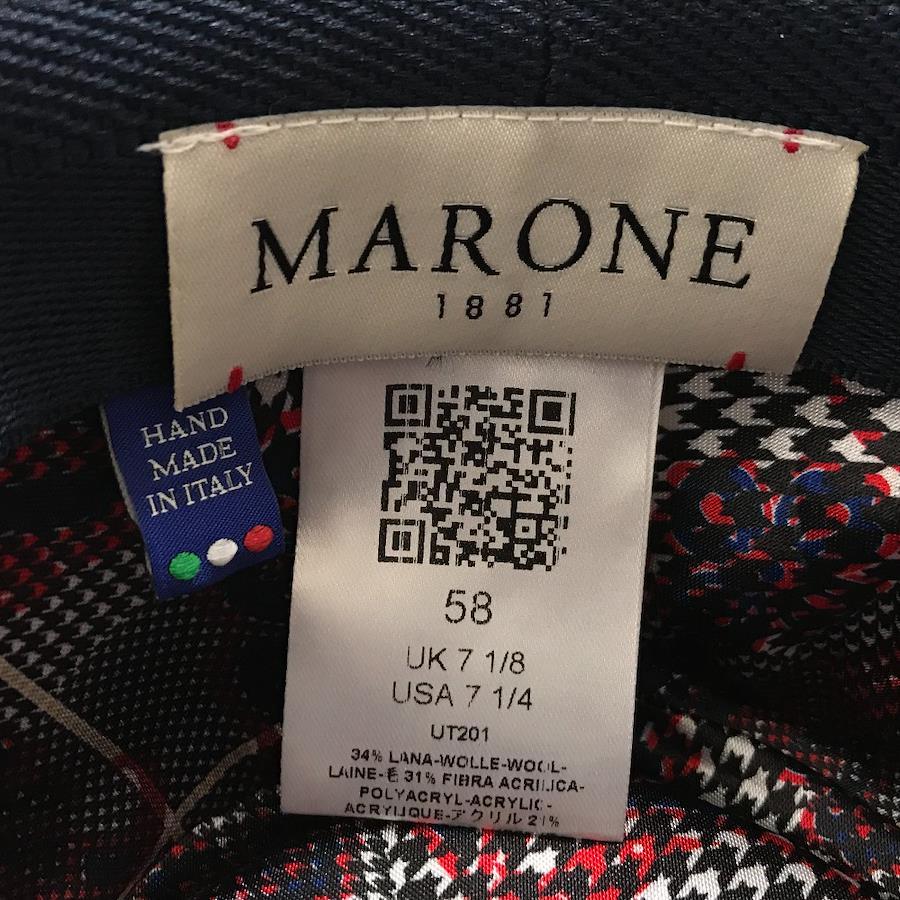 MARONE
1881
HAND
MADE
IN ITALY
58
UK 7 1/8
USA 7 1/4
UT201
34% LANA-WOLLE-WOOL-
LAINE-毛 31% FIBRA ACRILICA-
POLYACRYL-ACRYLIC-
ACRYLIQUE-アクリル 21%